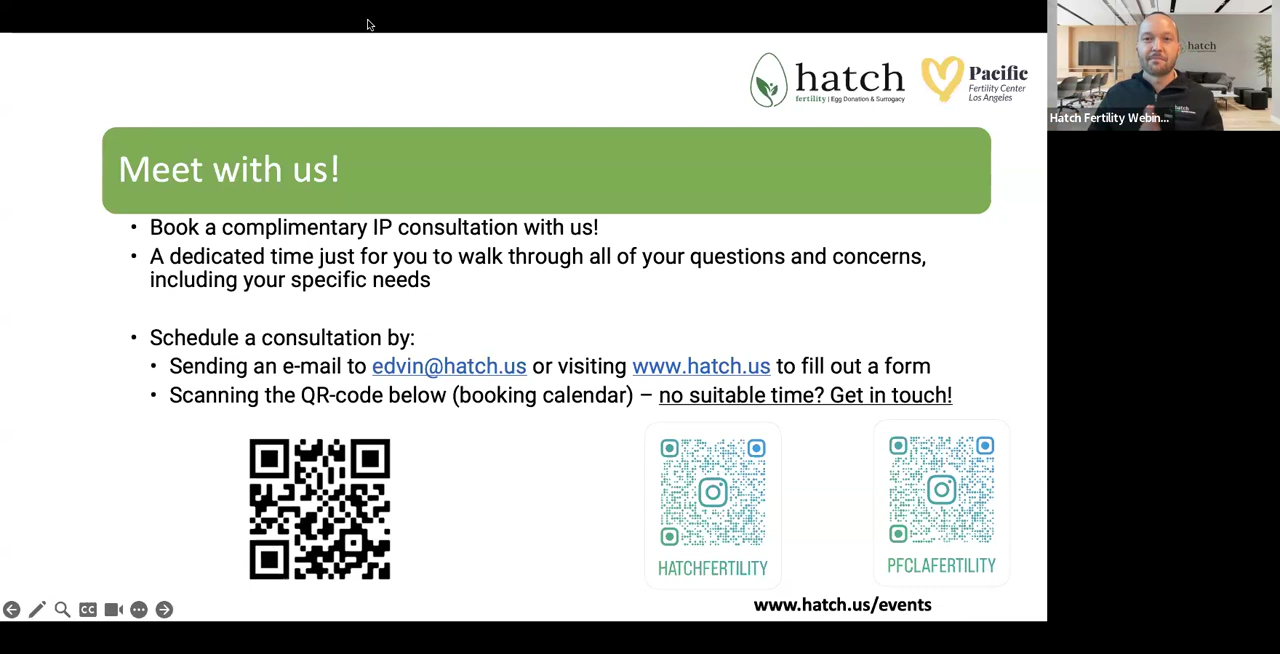 hatch
fertility | Egg Donation & Surrogacy
Pacific
Fertility Center
Los Angeles
hatch
hatch
Hatch Fertility Webin...
Meet with us!
• Book a complimentary IP consultation with us!
• A dedicated time just for you to walk through all of your questions and concerns,
including your specific needs
• Schedule a consultation by:
• Sending an e-mail to edvin@hatch.us or visiting www.hatch.us to fill out a form
• Scanning the QR-code below (booking calendar) – no suitable time? Get in touch!
HATCHFERTILITY
PFCLAFERTILITY
CC
www.hatch.us/events